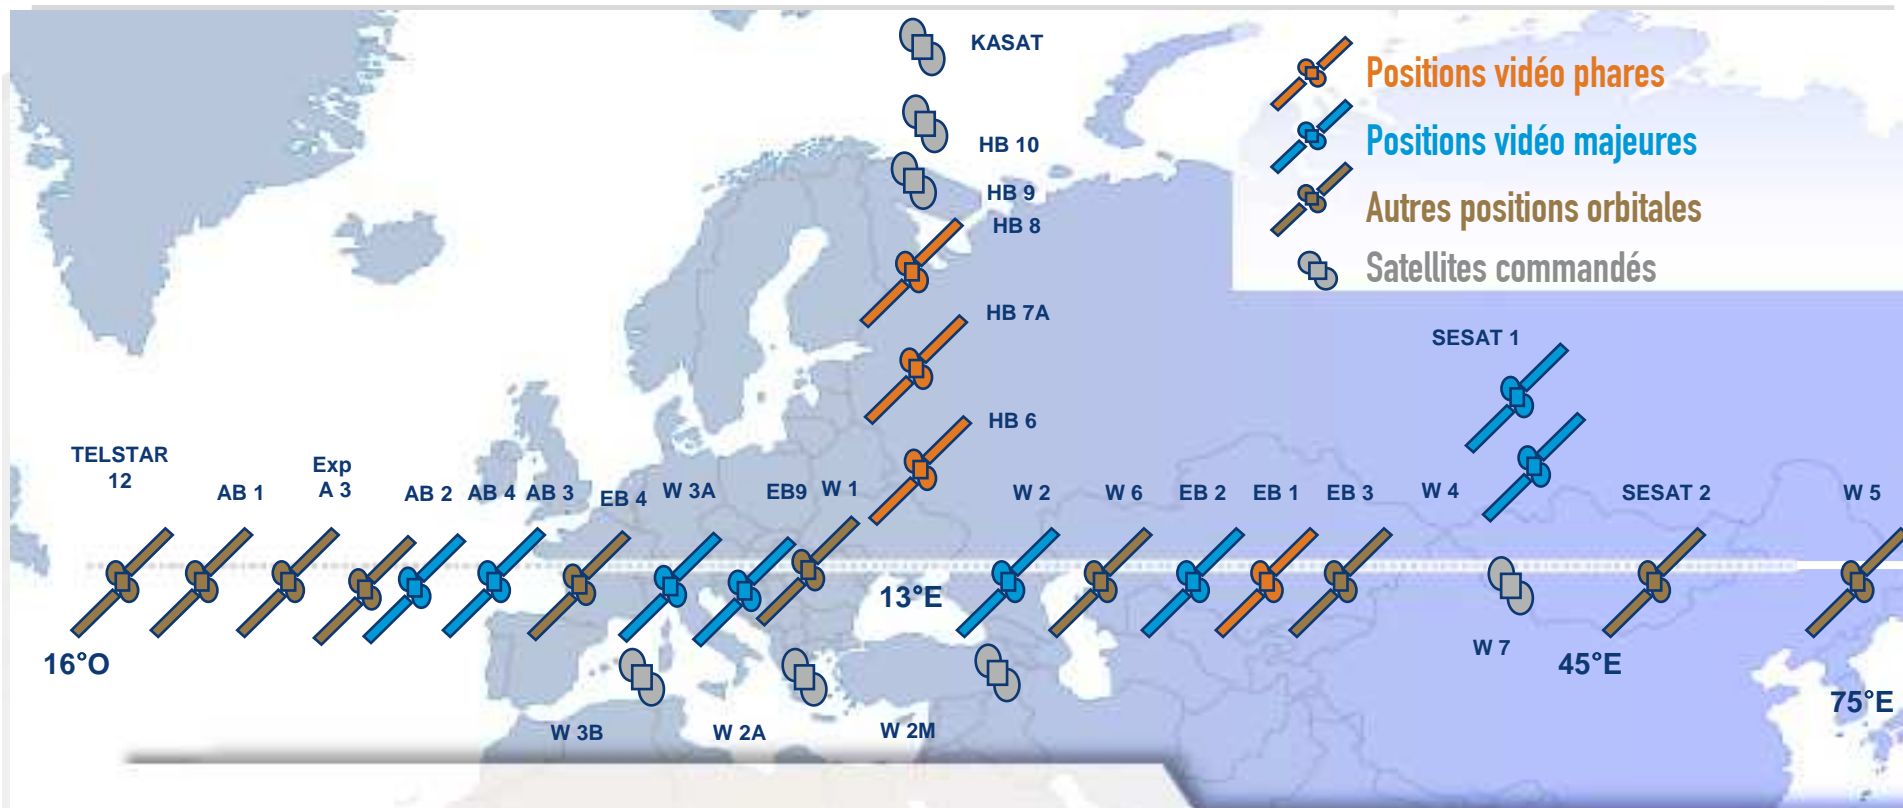 KASAT
HB 10
HB 9
HB 8
HB 7A
HB 6
Positions vidéo phares
Positions vidéo majeures
Autres positions orbitales
Satellites commandés
SESAT 1
TELSTAR
12
AB 1
Exp
A 3
AB 2
AB 4
AB 3
EB 4
W 3A
EB9
W 1
W 2
W 6
EB 2
EB 1
EB 3
W 4
SESAT 2
W 5
13°E
16°O
W 7
45°E
75°E
W 3B
W 2A
W 2M